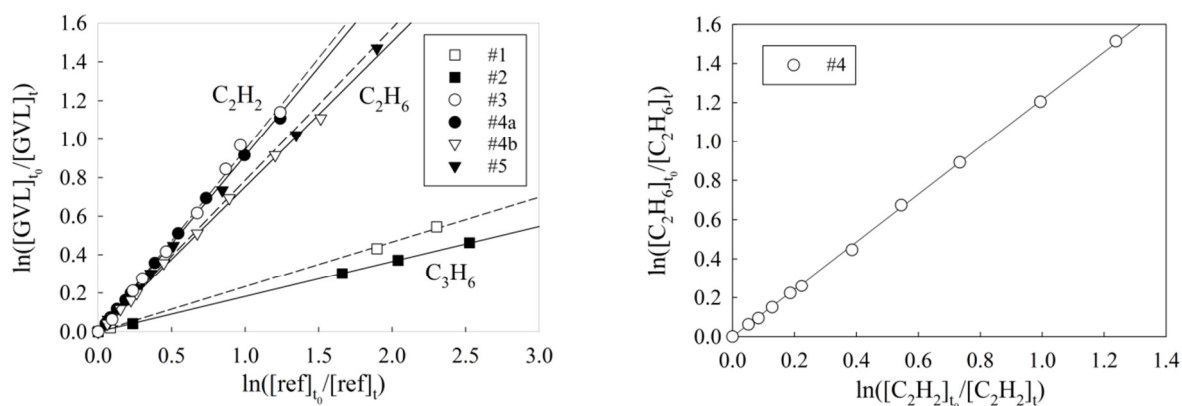 1.6
1.4
1.2
1.0
0.8
0.6
0.4
0.2
0.0
ln([GVL]t0/[GVL]t)
C2H2
C2H6
C3H6
#1
#2
#3
#4a
#4b
#5
0.0 0.5 1.0 1.5 2.0 2.5 3.0
ln([ref]t0/[ref]t)
1.6
1.4
1.2
1.0
0.8
0.6
0.4
0.2
0.0
ln([C2H6]t0/[C2H6]t)
#4
0.0 0.2 0.4 0.6 0.8 1.0 1.2 1.4
ln([C2H2]t0/[C2H2]t)